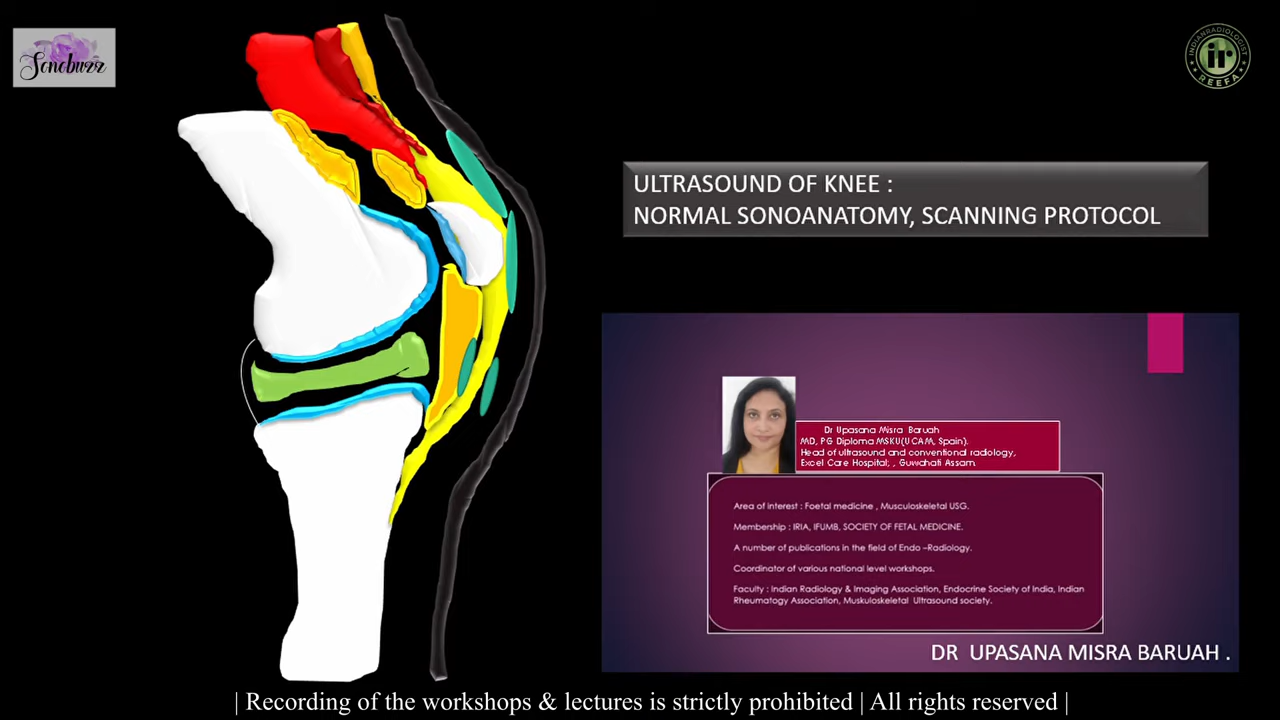 Sonobuzz
INDIANRADIOLOGIST
ir
REEFA
ULTRASOUND OF KNEE :
NORMAL SONOANATOMY, SCANNING PROTOCOL
Dr Upasana Misra Baruah
MD, PG Diploma MSKU(UCAM, Spain).
Head of ultrasound and conventional radiology,
Excel Care Hospital; , Guwahati Assam.
Area of interest : Foetal medicine , Musculoskeletal USG.
Membership : IRIA, IFUMB, SOCIETY OF FETAL MEDICINE.
A number of publications in the field of Endo –Radiology.
Coordinator of various national level workshops.
Faculty : Indian Radiology & Imaging Association, Endocrine Society of India, Indian
Rheumatology Association, Muskuloskeletal Ultrasound society.
DR UPASANA MISRA BARUAH .
| Recording of the workshops & lectures is strictly prohibited | All rights reserved |